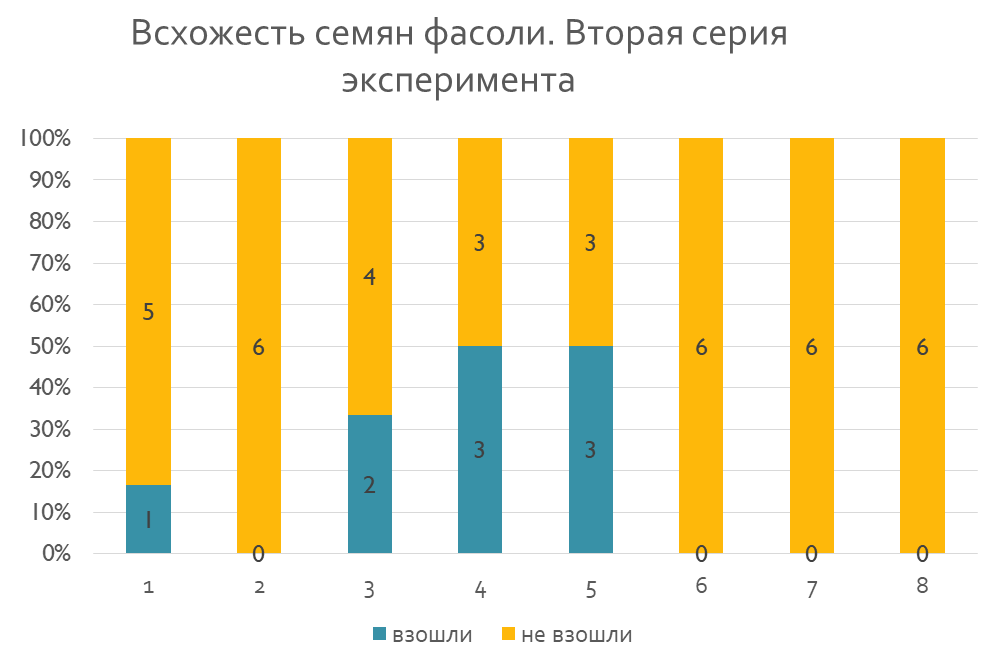 Всхожесть семян фасоли. Вторая серия
эксперимента
100%
90%
80%
70%
60%
50%
40%
30%
20%
10%
0%
5 6 4 3 3 6 6 6
1 0 2 3 3 0 0 0
1 2 3 4 5 6 7 8
взошли не взошли